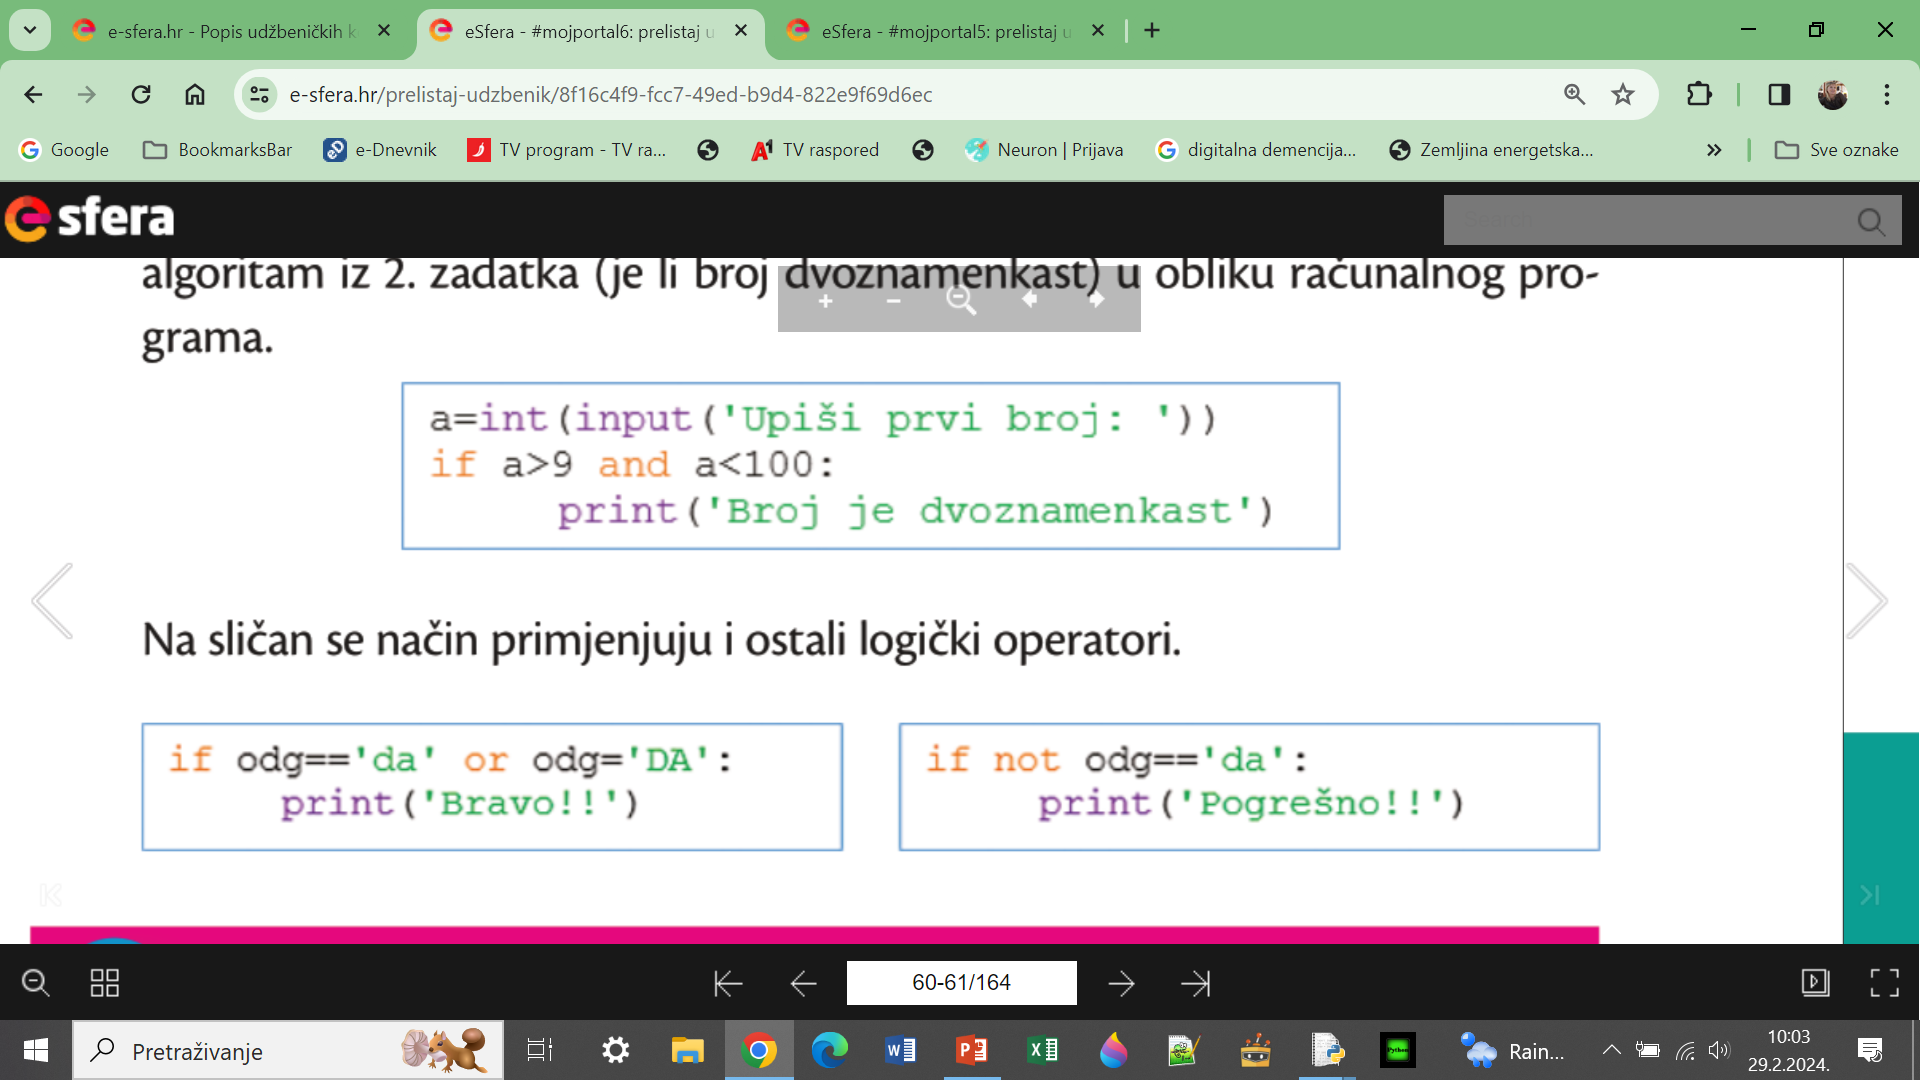 e-sfera.hr - Popis udžbeničkih k
eSfera - #mojportal6: prelistaj u
eSfera - #mojportal5: prelistaj u
e-sfera.hr/prelistaj-udzbenik/8f16c4f9-fcc7-49ed-b9d4-822e9f69d6ec
Google BookmarksBar e-Dnevnik TV program - TV ra... TV raspored Neuron | Prijava digitalna demencija... Zemljina energetska... » Sve oznake
e sfera
algoritam iz 2. zadatka (je li broj dvoznamenkast) u obliku računalnog pro-
grama.
a=int(input('Upiši prvi broj: '))
if a>9 and a<100:
print('Broj je dvoznamenkast')
Na sličan se način primjenjuju i ostali logički operatori.
if odg=='da' or odg='DA':
print('Bravo!!')
if not odg=='da':
print('Pogrešno!!')
60-61/164
Pretraživanje
Rain...
10:03
29.2.2024.